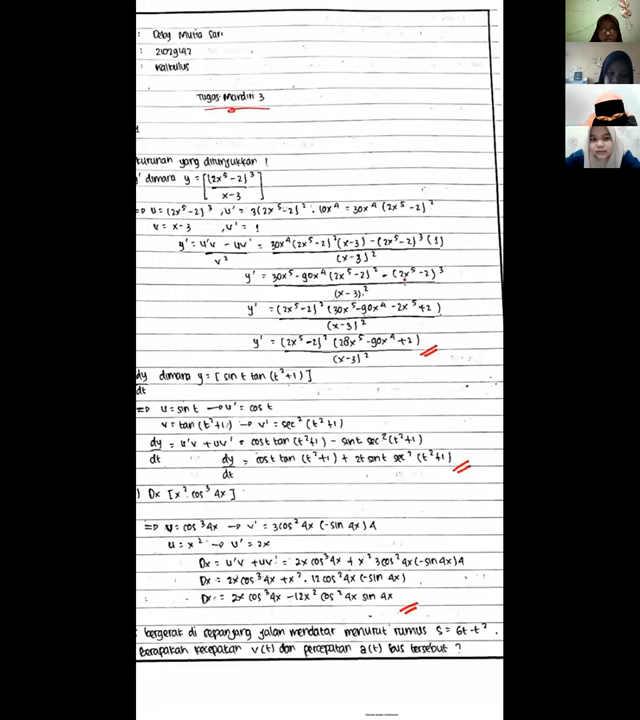 : Deby Mutia Sari
: 21029142
: Kalkulus
Tugas Mandiri 3
turunan yang ditunjukkan !
y' dimana y = [(2x⁵-2)³ / x-3]
=> u = (2x⁵-2)³ , u' = 3(2x⁵-2)² . 10x⁴ = 30x⁴ (2x⁵-2)²
v = x-3 , v' = 1
y' = u'v - uv' / v² = 30x⁴(2x⁵-2)²(x-3) - (2x⁵-2)³ (1) / (x-3)²
y' = 30x⁵-90x⁴(2x⁵-2)² - (2x⁵-2)³ / (x-3)²
y' = (2x⁵-2)² (30x⁵-90x⁴-2x⁵+2) / (x-3)²
y' = (2x⁵-2)² (28x⁵-90x⁴+2) / (x-3)²
dy/dt dimana y = [sin t tan (t²+1)]
=> u = sin t -> u' = cos t
v = tan (t²+1) -> v' = sec² (t²+1)
dy/dt = u'v + uv' = cos t tan (t²+1) - sin t sec² (t²+1)
dy/dt = cos t tan (t²+1) + 2t sin t sec² (t²+1)
) Dx [x² cos³ 4x]
=> v = cos³ 4x -> v' = 3cos² 4x (-sin 4x) 4
u = x² -> u' = 2x
Dx = u'v + uv' = 2x cos³ 4x + x² 3cos² 4x (-sin 4x) 4
Dx = 2x cos³ 4x + x² . 12 cos² 4x (-sin 4x)
Dx = 2x cos³ 4x - 12x² cos² 4x sin 4x
bergerak di sepanjang jalan mendatar menurut rumus s = 6t - t² .
Berapakah kecepatan v(t) dan percepatan a(t) bus tersebut ?